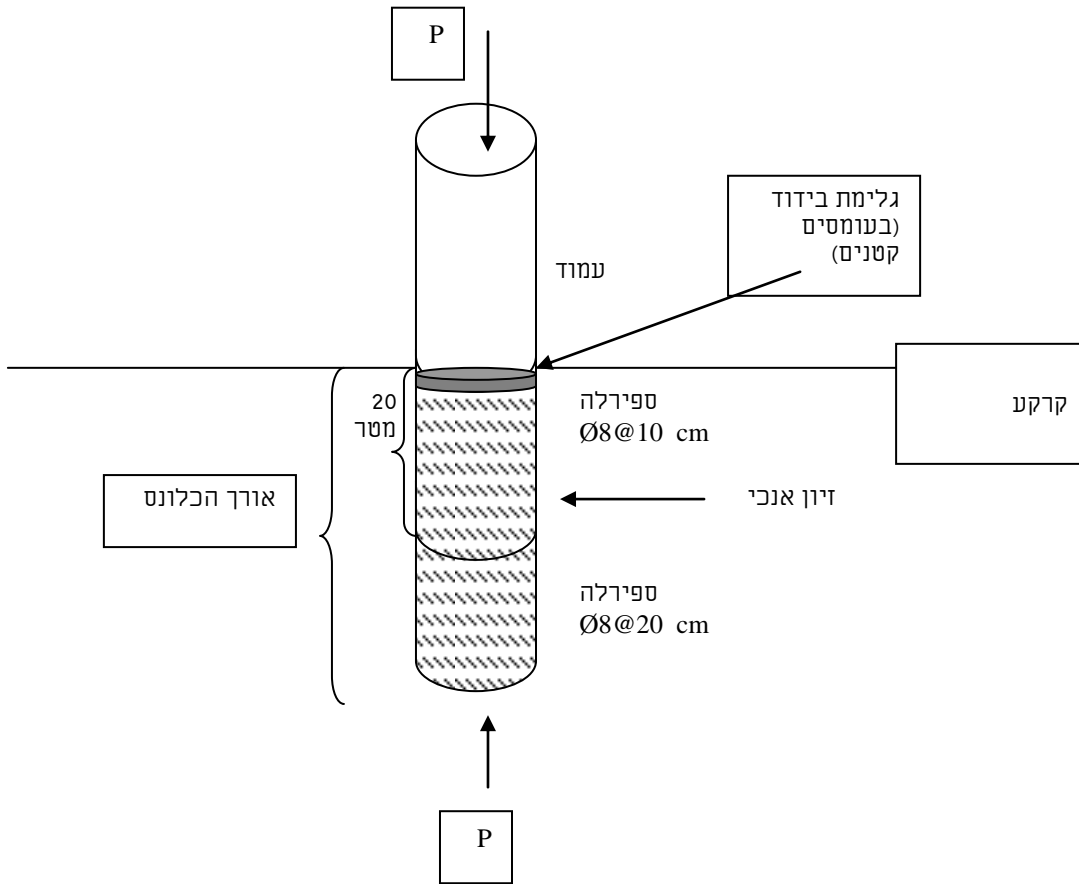 P
גלימת בידוד
(בעומסים
קטנים)
עמוד
קרקע
20
מטר
ספירלה
Ø8@10 cm
אורך הכלונס
זיון אנכי
ספירלה
Ø8@20 cm
P